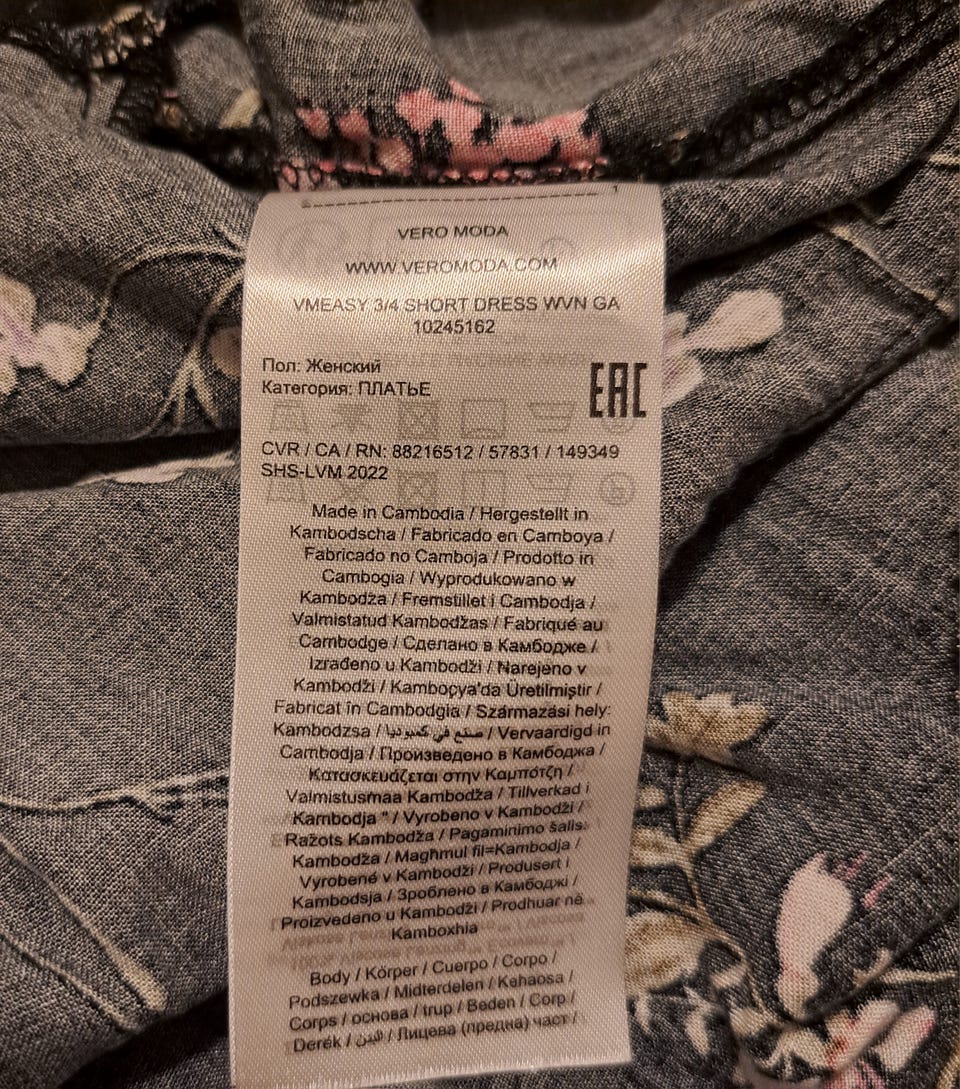 VERO MODA
WWW.VEROMODA.COM
VMEASY 3/4 SHORT DRESS WVN GA
10245162
Пол: Женский
Категория: ПЛАТЬЕ
EAC
CVR / CA / RN: 88216512 / 57831 / 149349
SHS-LVM 2022
Made in Cambodia / Hergestellt in
Kambodscha / Fabricado en Camboya /
Fabricado no Camboja / Prodotto in
Cambogia / Wyprodukowano w
Kambodża / Fremstillet i Cambodja /
Valmistatud Kambodžas / Fabriqué au
Cambodge / Сделано в Камбодже /
Izrađeno u Kambodži / Narejeno v
Kambodži / Kamboçya'da Üretilmiştir /
Fabricat în Cambodgia / Származási hely:
Kambodzsa / صنع في كمبوديا / Vervaardigd in
Cambodja / Произведено в Камбоджа /
Κατασκευάζεται στην Καμπότζη /
Valmistusmaa Kambodža / Tillverkad i
Kambodja " / Vyrobeno v Kambodži /
Ražots Kambodža / Pagaminimo šalis:
Kambodža / Magħmul fil=Kambodja /
Vyrobené v Kambodži / Produsert i
Kambodsja / Зроблено в Камбоджі /
Proizvedeno u Kambodži / Prodhuar në
Kamboxhia
Body / Körper / Cuerpo / Corpo /
Podszewka / Midterdelen / Kehaosa /
Corps / основа / trup / Beden / Corp /
Derék / البدن / Лицева (предна) част /